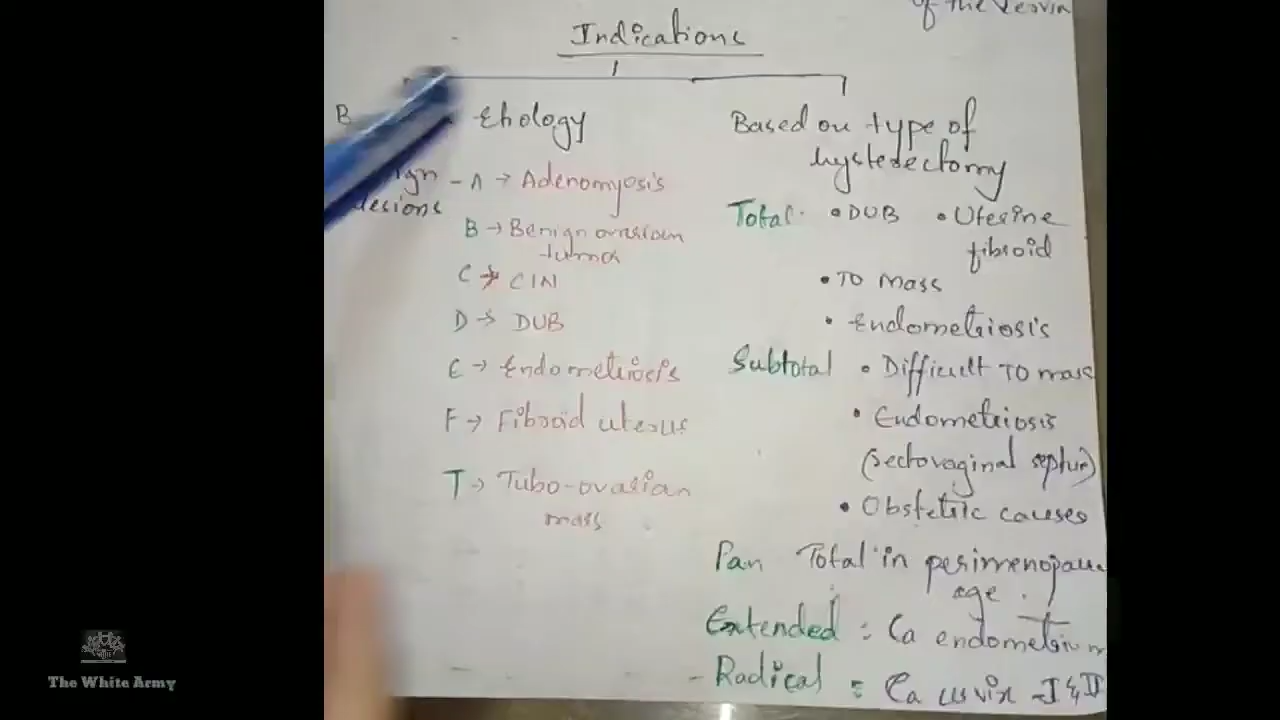 of the
Indications
B Etiology
Based on type of
hysterectomy
ign
lesions
- A → Adenomyosis
B → Benign ovarian
tumor
C → CIN
D → DUB
E → Endometriosis
F → Fibroid uterus
T → Tubo-ovarian
mass
Total • DUB • Uterine
fibroid
• TO mass
• Endometriosis
Subtotal • Difficult TO mass
• Endometriosis
(rectovaginal septum)
• Obstetric causes
Pan Total in perimenopause
age.
Extended : Ca endometrium
- Radical : Ca cervix - I & II
The White Army